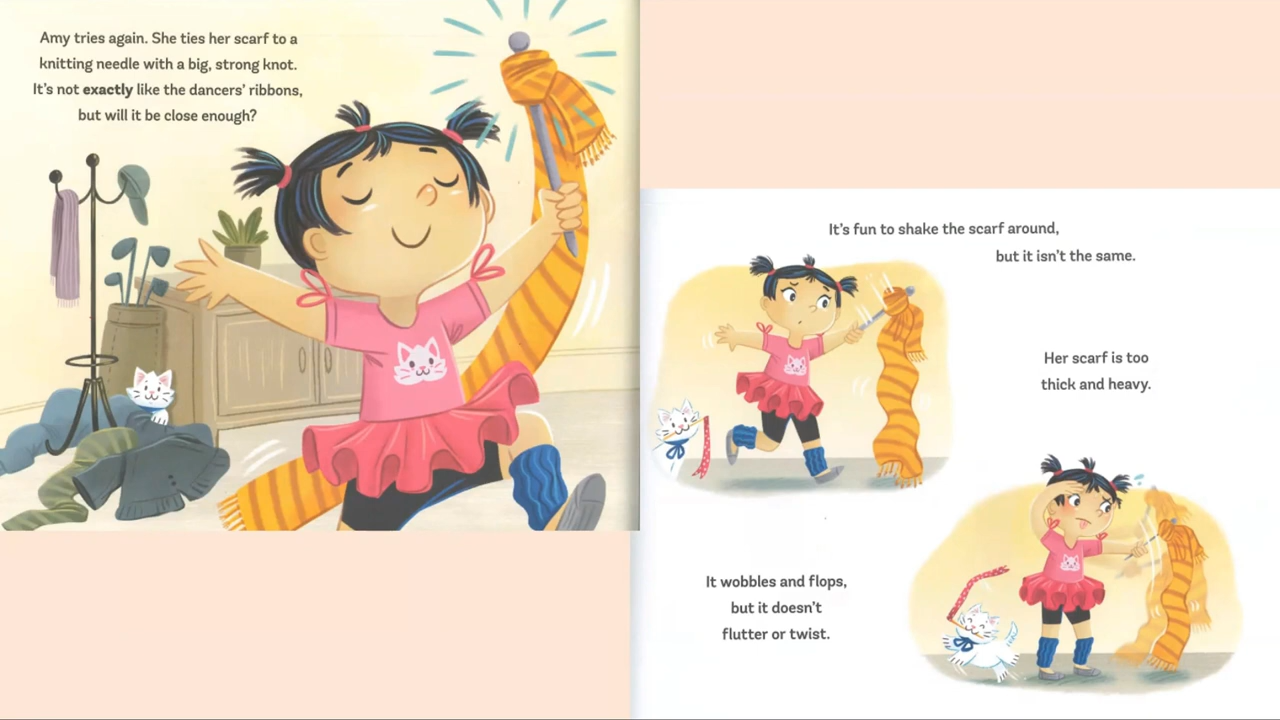 Amy tries again. She ties her scarf to a
knitting needle with a big, strong knot.
It's not exactly like the dancers' ribbons,
but will it be close enough?
It's fun to shake the scarf around,
but it isn't the same.
Her scarf is too
thick and heavy.
It wobbles and flops,
but it doesn't
flutter or twist.